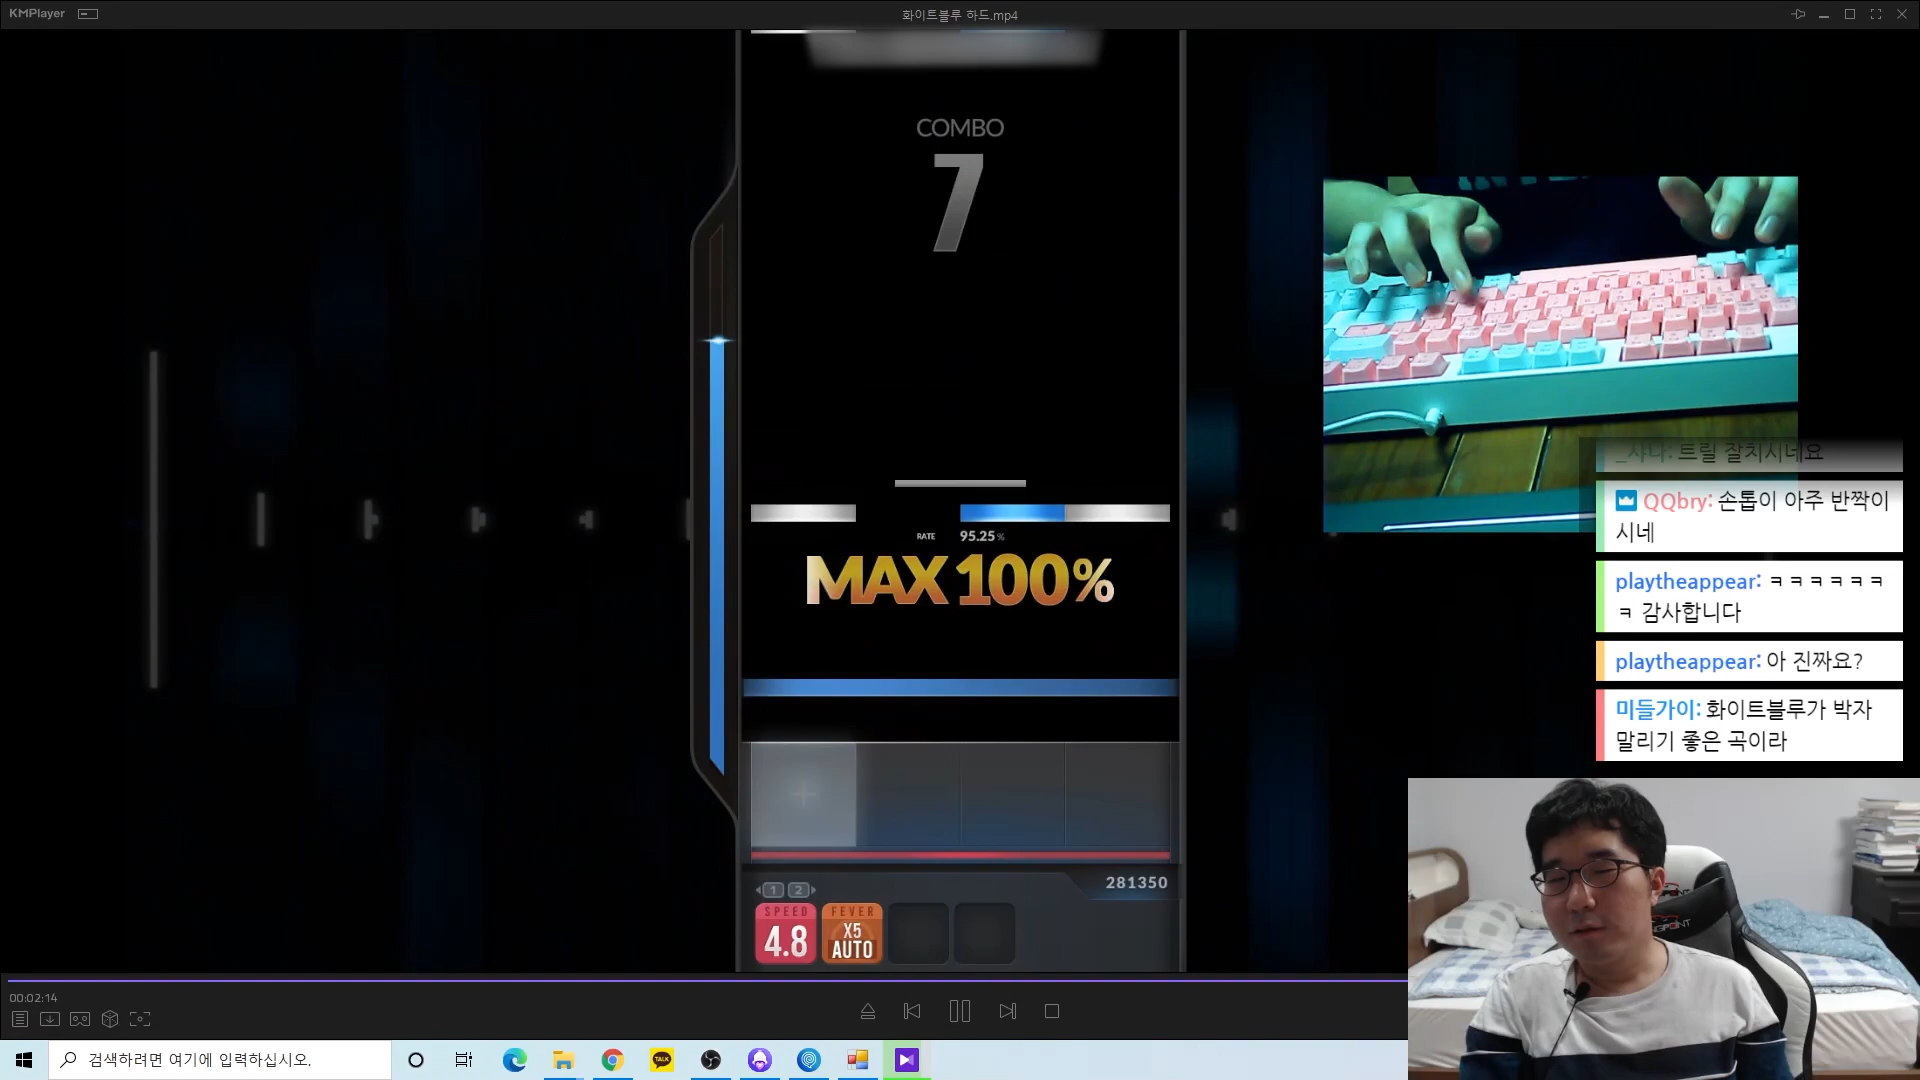 KMPlayer
화이트블루 하드.mp4
COMBO
7
RATE 95.25%
MAX 100%
281350
1 2
SPEED
4.8
FEVER
X5
AUTO
트릴 잘치시네요
QQbry: 손톱이 아주 반짝이
시네
playtheappear: ㅋㅋㅋㅋㅋㅋ
ㅋ 감사합니다
playtheappear: 아 진짜요?
미들가이: 화이트블루가 박자
말리기 좋은 곡이라
00:02:14
검색하려면 여기에 입력하십시오.
TALK